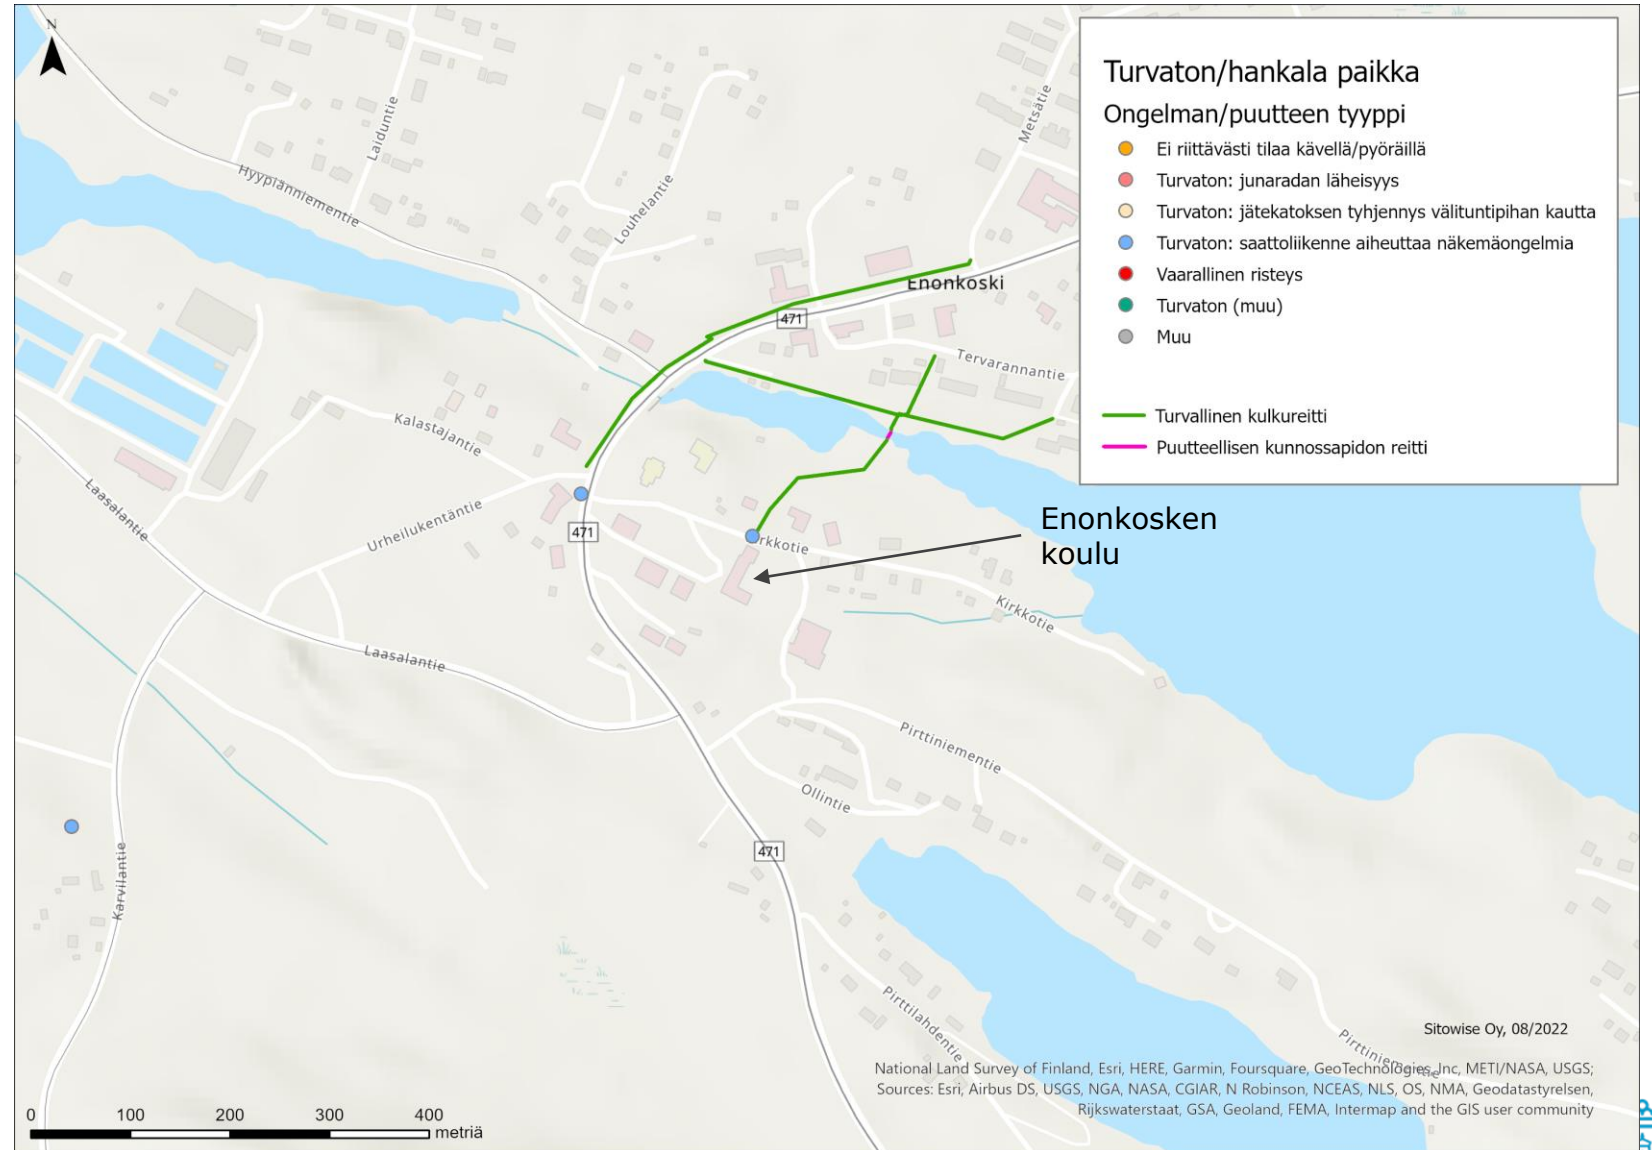 N
Turvaton/hankala paikka
Ongelman/puutteen tyyppi
Ei riittävästi tilaa kävellä/pyöräillä
Turvaton: junaradan läheisyys
Turvaton: jätekatoksen tyhjennys välituntipihan kautta
Turvaton: saattoliikenne aiheuttaa näkemäongelmia
Vaarallinen risteys
Turvaton (muu)
Muu
Turvallinen kulkureitti
Puutteellisen kunnossapidon reitti
Laiduntie
Metsätie
Hyypiänniementie
Louhelantie
Enonkoski
471
Tervarannantie
Kalastajantie
Laasalantie
Urheilukentäntie
471
Enonkosken
koulu
Kirkkotie
Laasalantie
Pirttiniementie
Ollintie
471
Karvilantie
Pirttilahdentie
Pirttiniementie
Sitowise Oy, 08/2022
National Land Survey of Finland, Esri, HERE, Garmin, Foursquare, GeoTechnologies, Inc, METI/NASA, USGS;
Sources: Esri, Airbus DS, USGS, NGA, NASA, CGIAR, N Robinson, NCEAS, NLS, OS, NMA, Geodatastyrelsen,
Rijkswaterstaat, GSA, Geoland, FEMA, Intermap and the GIS user community
0 100 200 300 400
metriä